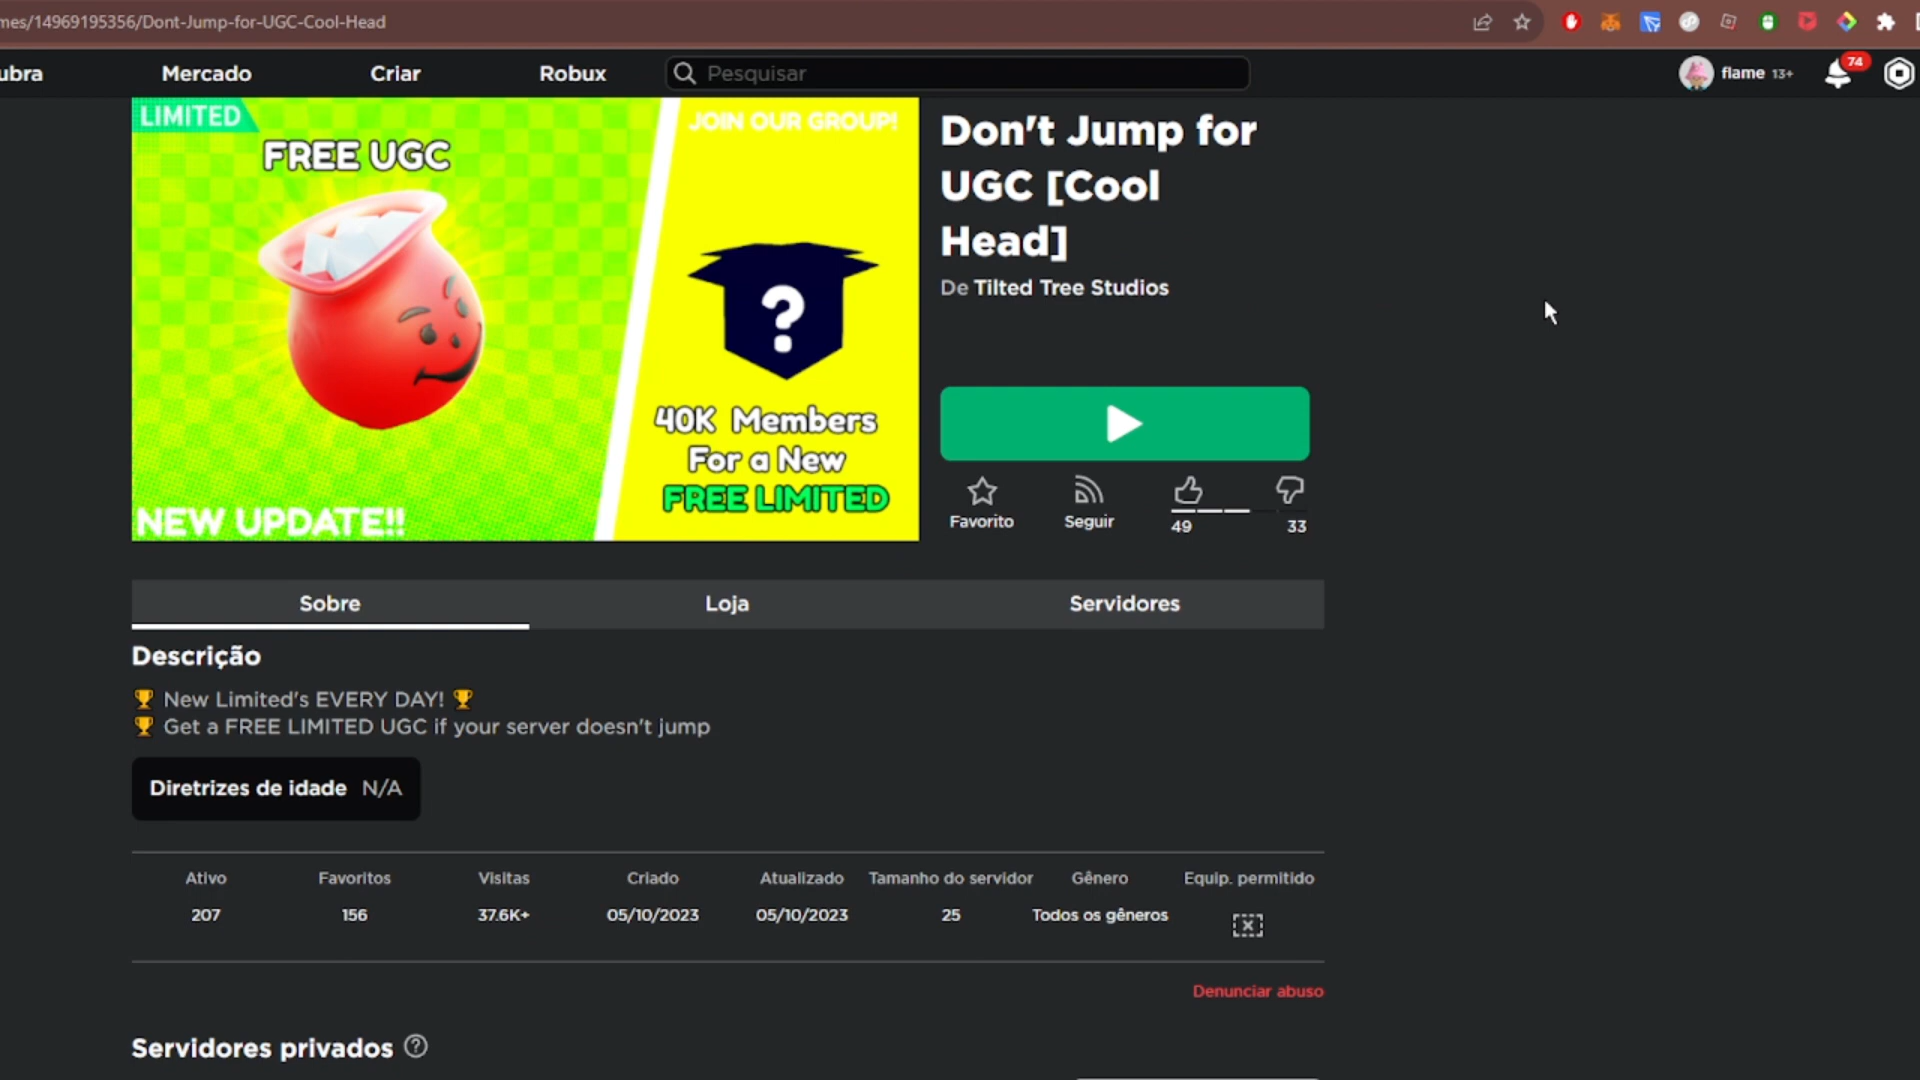 mes/14969195356/Dont-Jump-for-UGC-Cool-Head
ubra
Mercado
Criar
Robux
Pesquisar
flame 13+
74
LIMITED
FREE UGC
NEW UPDATE!!
JOIN OUR GROUP!
?
40K Members
For a New
FREE LIMITED
Don't Jump for
UGC [Cool
Head]
De Tilted Tree Studios
Favorito
Seguir
49
33
Sobre
Loja
Servidores
Descrição
🏆 New Limited's EVERY DAY! 🏆
🏆 Get a FREE LIMITED UGC if your server doesn't jump
Diretrizes de idade N/A
Ativo
Favoritos
Visitas
Criado
Atualizado
Tamanho do servidor
Gênero
Equip. permitido
207
156
37.6K+
05/10/2023
05/10/2023
25
Todos os gêneros
Denunciar abuso
Servidores privados